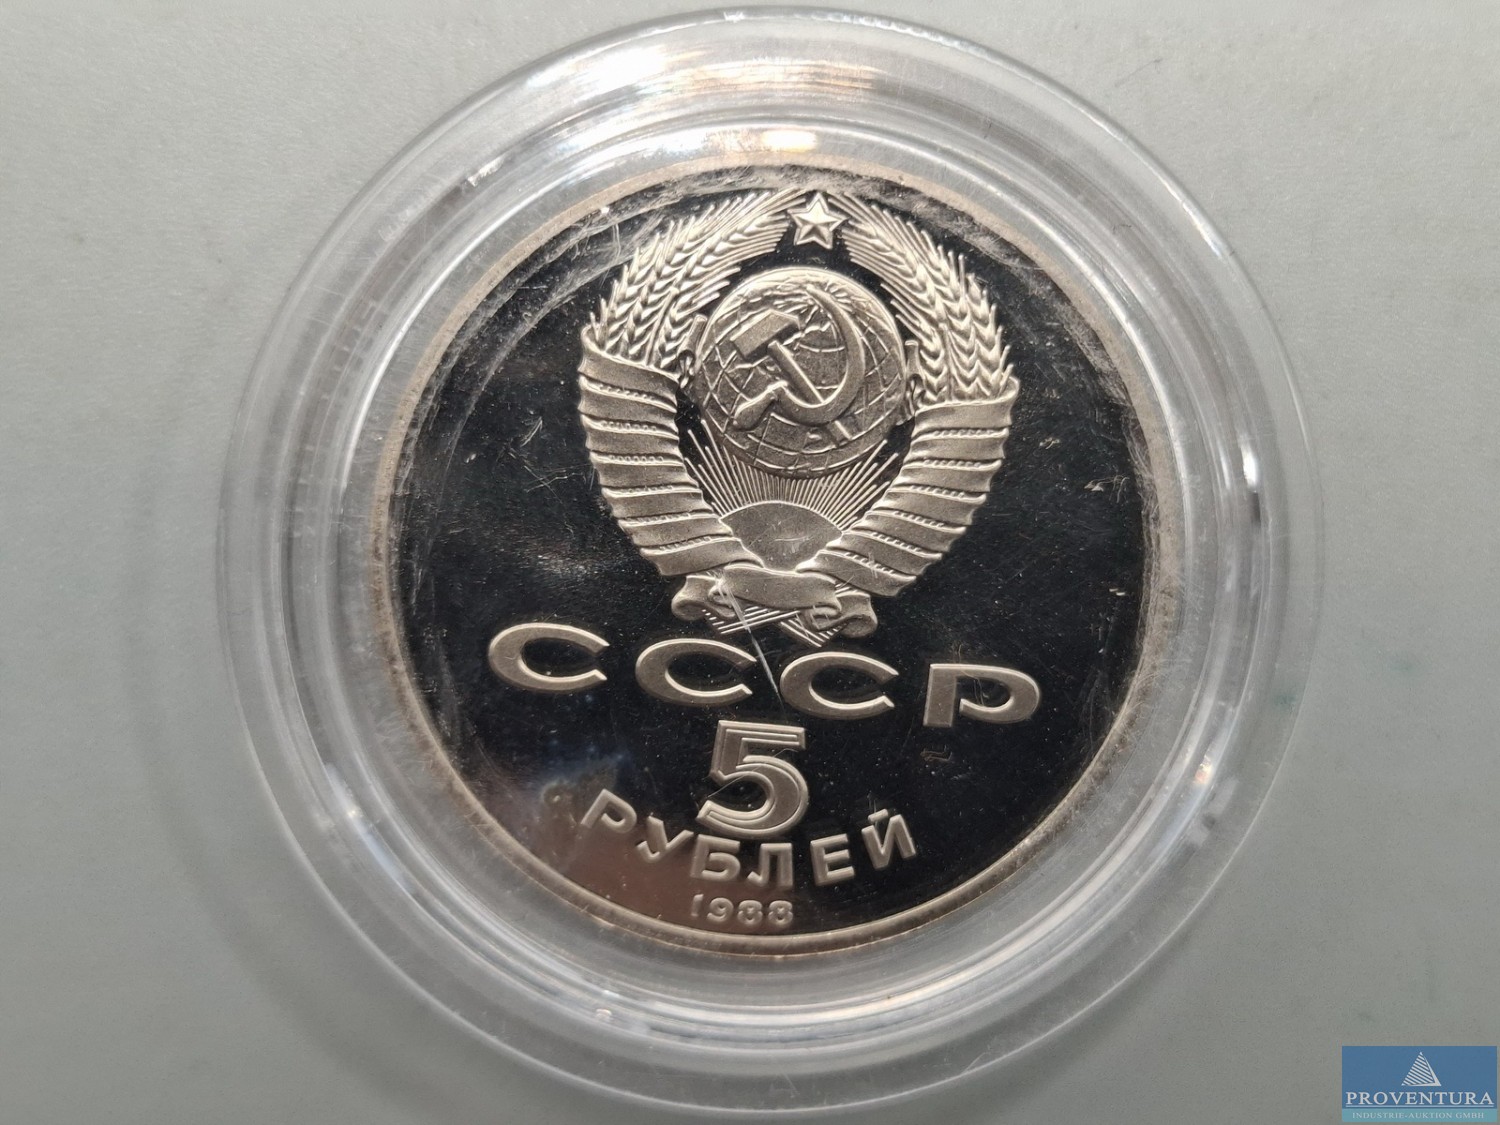 СССР
5
РУБЛЕЙ
1988
PROVENTURA
INDUSTRIE-AUKTION GMBH